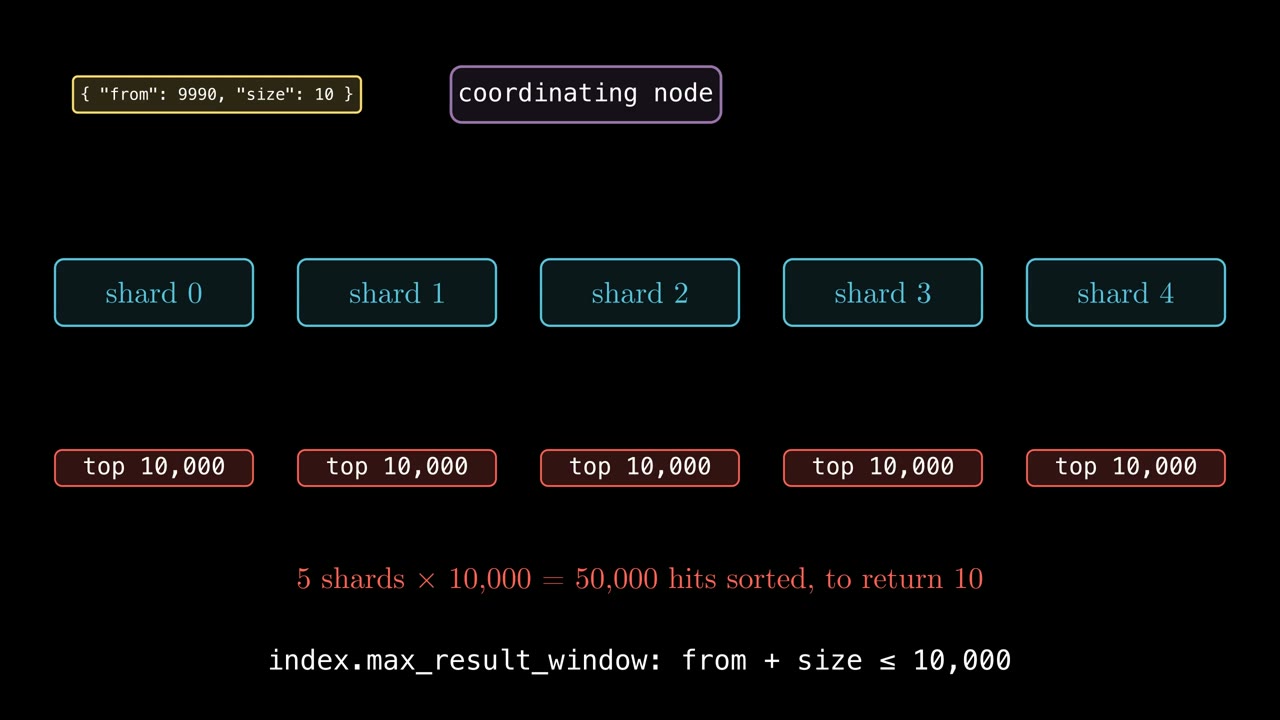 { "from": 9990, "size": 10 }
coordinating node
shard 0
shard 1
shard 2
shard 3
shard 4
top 10,000
top 10,000
top 10,000
top 10,000
top 10,000
5 shards × 10,000 = 50,000 hits sorted, to return 10
index.max_result_window: from + size ≤ 10,000